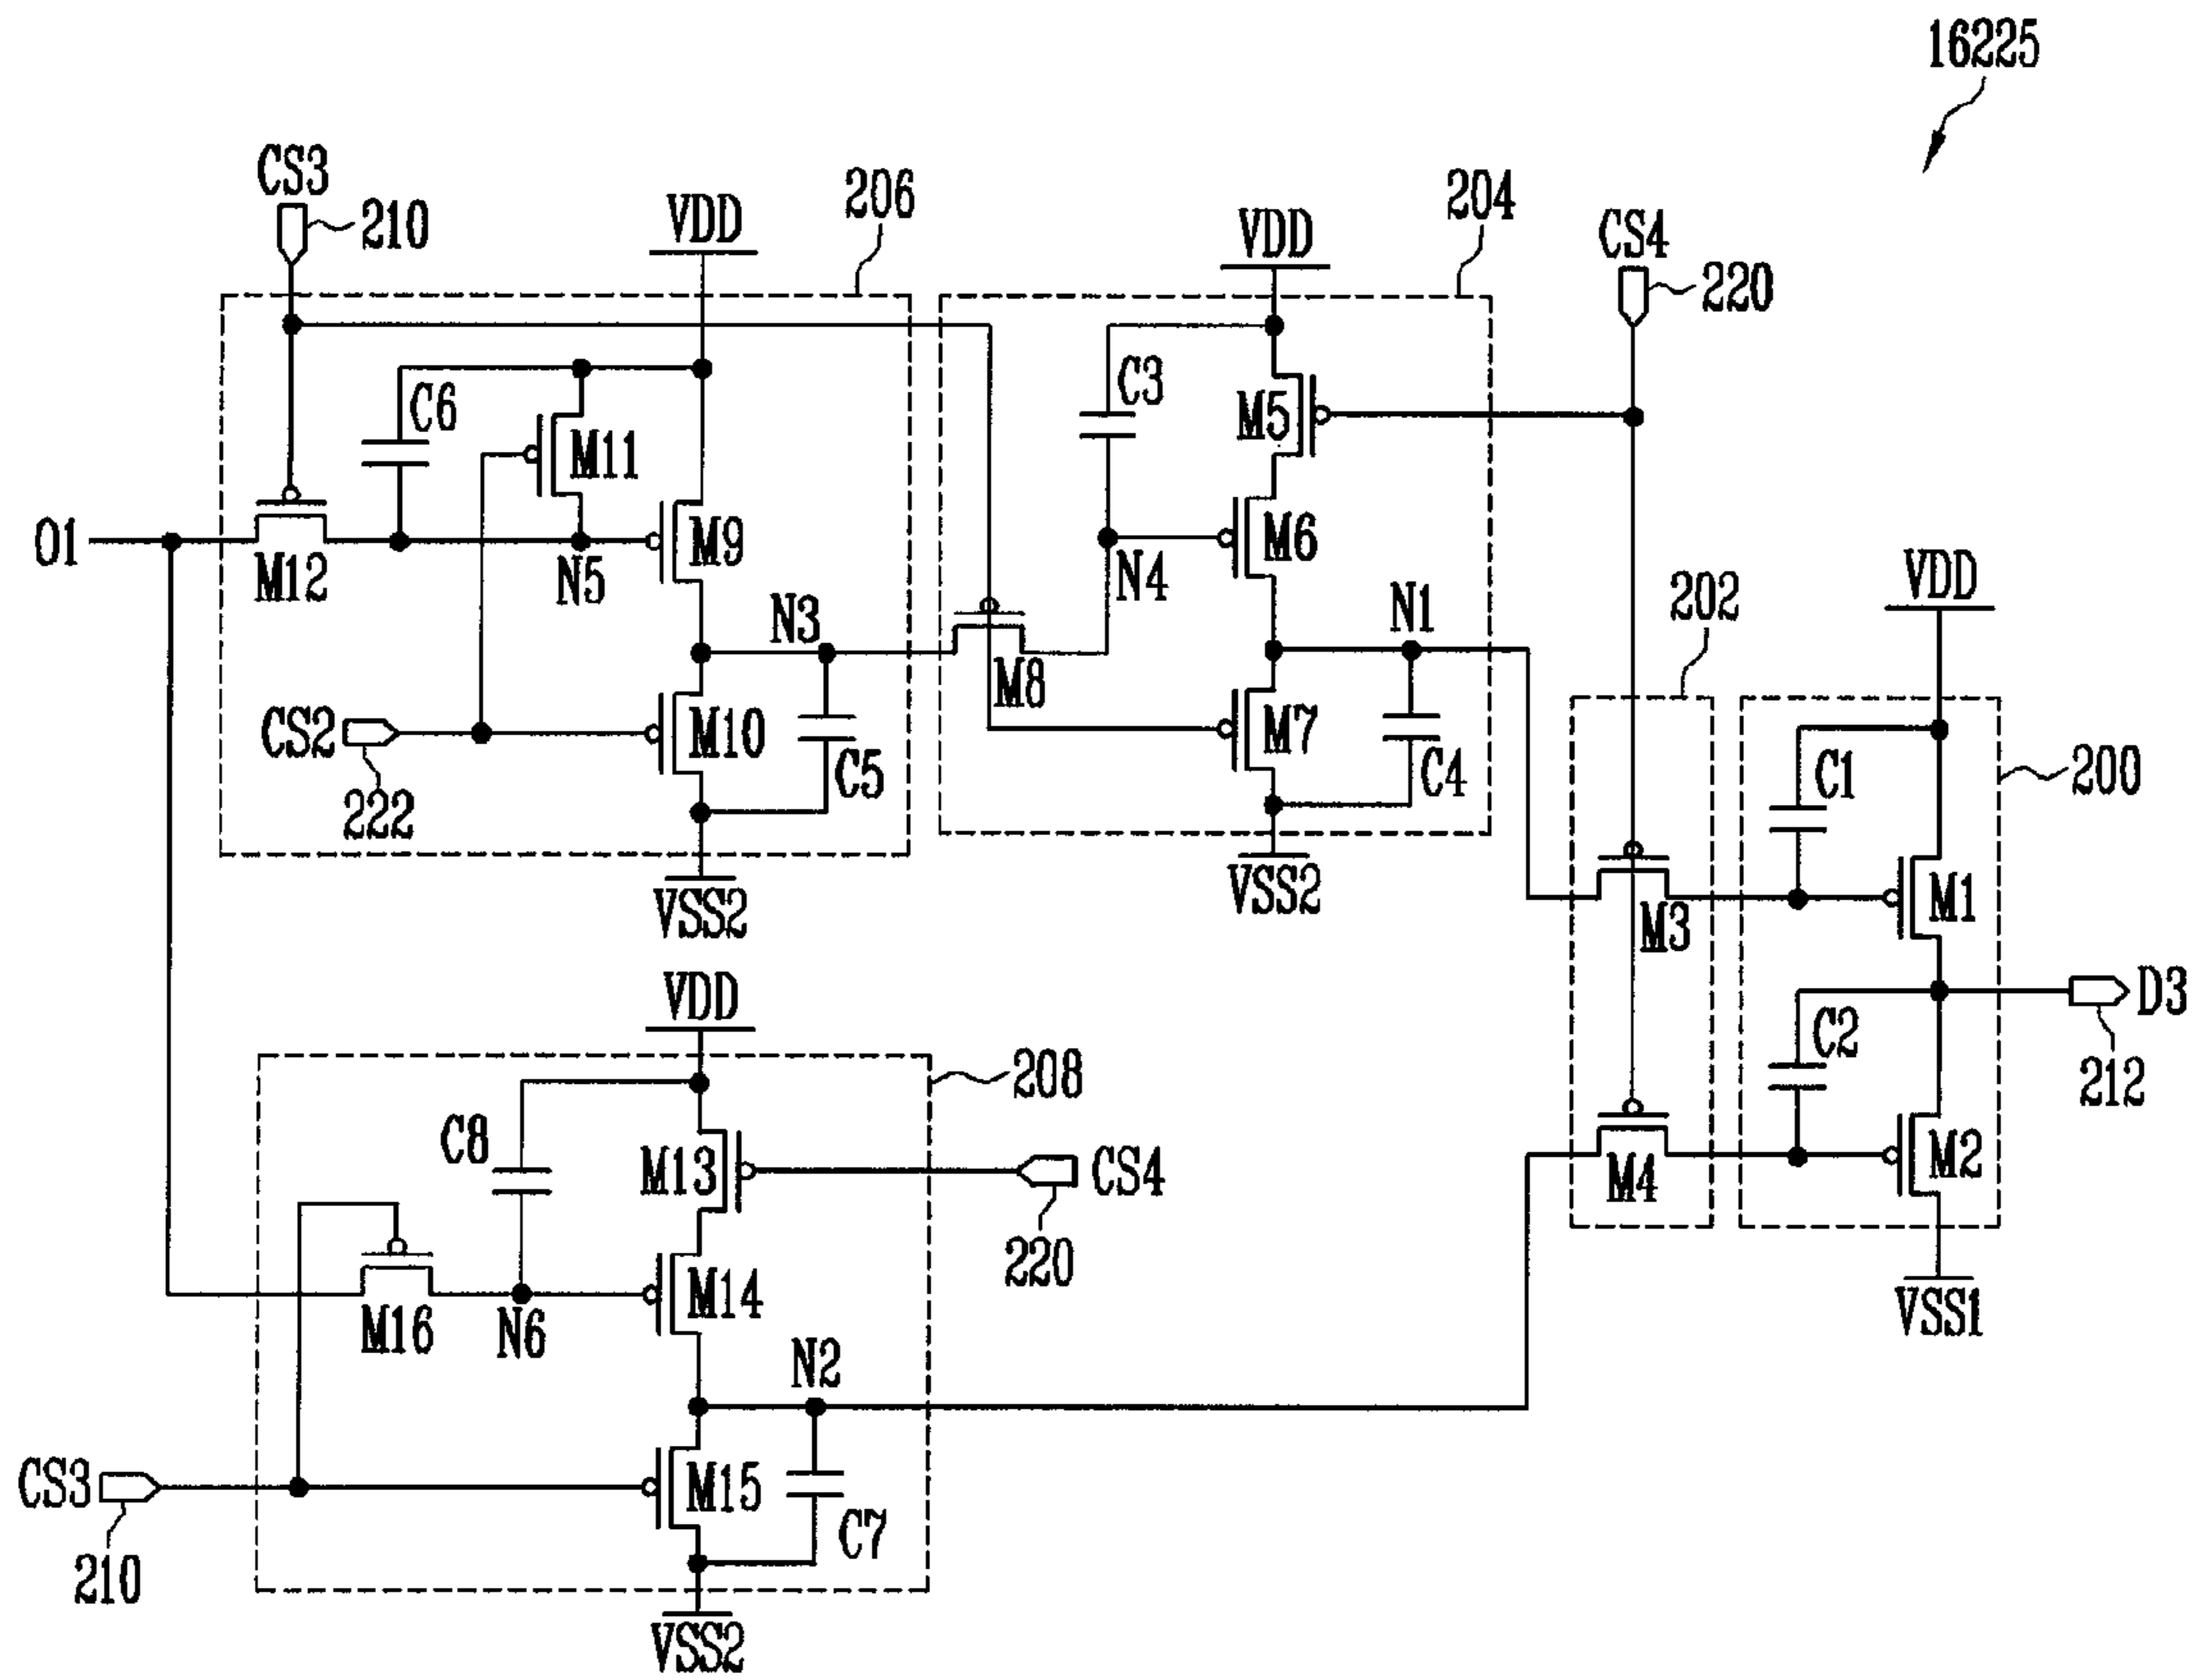 16225
CS3
210
206
204
VDD
VDD
CS4
220
C6
M11
C3
M5
O1
M12
N5
M9
N4
M6
N3
M8
N1
202
VDD
CS2
222
M10
C5
M7
C4
C1
200
VSS2
VSS2
M3
M1
VDD
D3
212
208
C2
C8
M13
CS4
220
M4
M2
M16
N6
M14
VSS1
N2
CS3
210
M15
C7
VSS2